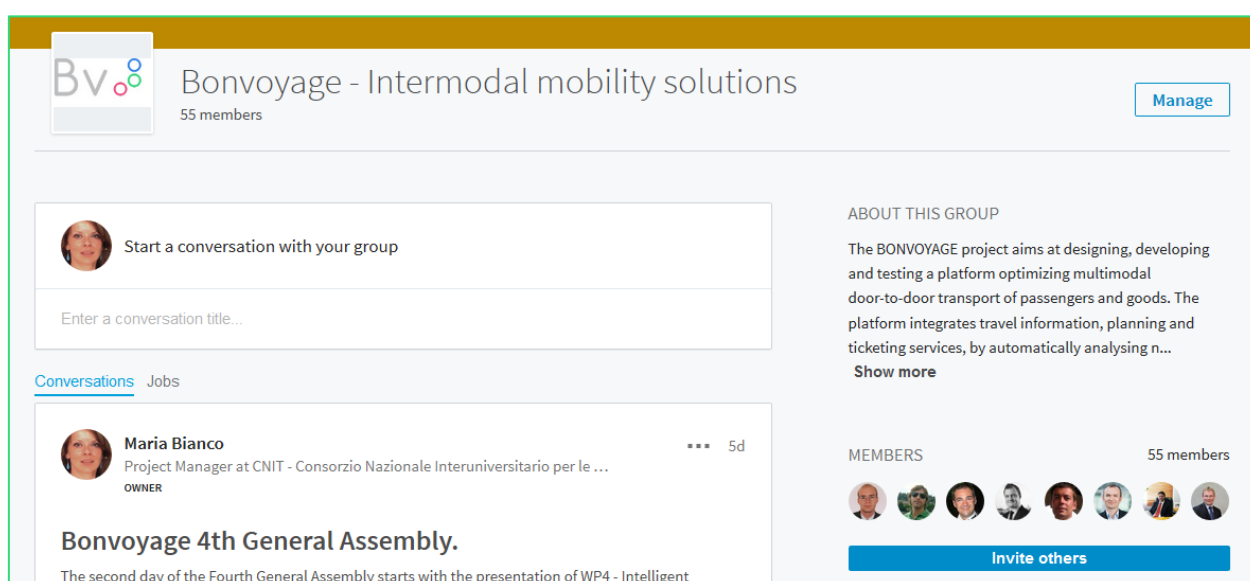 Bv
Bonvoyage - Intermodal mobility solutions
55 members
Manage
Start a conversation with your group
Enter a conversation title...
Conversations Jobs
Maria Bianco
5d
Project Manager at CNIT - Consorzio Nazionale Interuniversitario per le ...
OWNER
Bonvoyage 4th General Assembly.
The second day of the Fourth General Assembly starts with the presentation of WP4 - Intelligent
ABOUT THIS GROUP
The BONVOYAGE project aims at designing, developing
and testing a platform optimizing multimodal
door-to-door transport of passengers and goods. The
platform integrates travel information, planning and
ticketing services, by automatically analysing n...
Show more
MEMBERS
55 members
Invite others